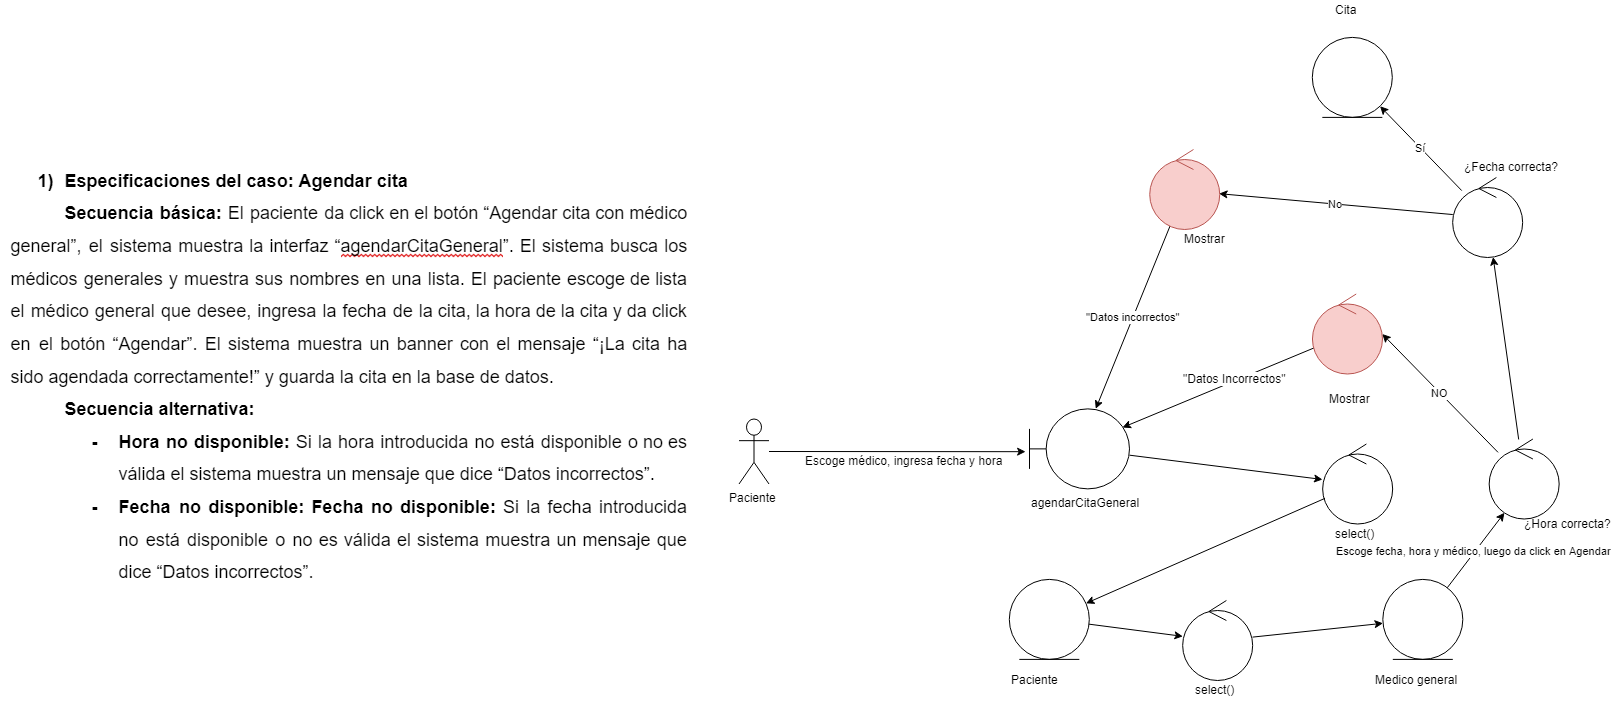 1) Especificaciones del caso: Agendar cita
Secuencia básica: El paciente da click en el botón “Agendar cita con médico
general”, el sistema muestra la interfaz “agendarCitaGeneral”. El sistema busca los
médicos generales y muestra sus nombres en una lista. El paciente escoge de lista
el médico general que desee, ingresa la fecha de la cita, la hora de la cita y da click
en el botón “Agendar”. El sistema muestra un banner con el mensaje “¡La cita ha
sido agendada correctamente!” y guarda la cita en la base de datos.
Secuencia alternativa:
- Hora no disponible: Si la hora introducida no está disponible o no es
válida el sistema muestra un mensaje que dice “Datos incorrectos”.
- Fecha no disponible: Fecha no disponible: Si la fecha introducida
no está disponible o no es válida el sistema muestra un mensaje que
dice “Datos incorrectos”.
Cita
Sí
¿Fecha correcta?
No
Mostrar
"Datos incorrectos"
"Datos Incorrectos"
Mostrar
NO
Paciente
Escoge médico, ingresa fecha y hora
agendarCitaGeneral
select()
¿Hora correcta?
Escoge fecha, hora y médico, luego da click en Agendar
Paciente
select()
Medico general